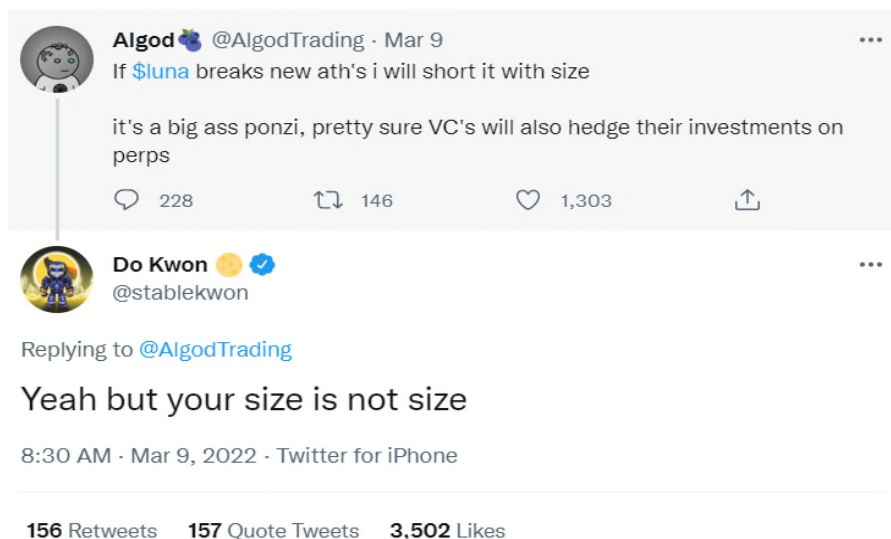 Algod🫐 @AlgodTrading · Mar 9
If $luna breaks new ath's i will short it with size
it's a big ass ponzi, pretty sure VC's will also hedge their investments on
perps
228 146 1,303
Do Kwon 🌕
@stablekwon
Replying to @AlgodTrading
Yeah but your size is not size
8:30 AM · Mar 9, 2022 · Twitter for iPhone
156 Retweets 157 Quote Tweets 3,502 Likes